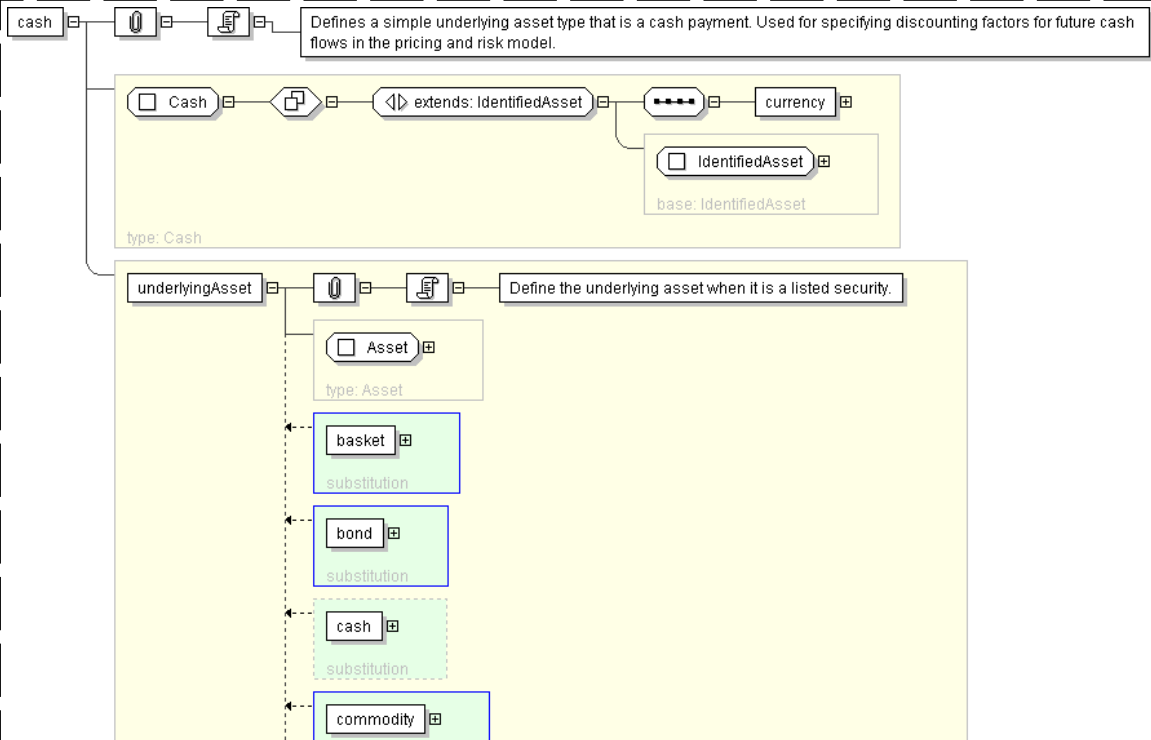 cash
Defines a simple underlying asset type that is a cash payment. Used for specifying discounting factors for future cash
flows in the pricing and risk model.
Cash
extends: IdentifiedAsset
currency
IdentifiedAsset
base: IdentifiedAsset
type: Cash
underlyingAsset
Define the underlying asset when it is a listed security.
Asset
type: Asset
basket
substitution
bond
substitution
cash
substitution
commodity